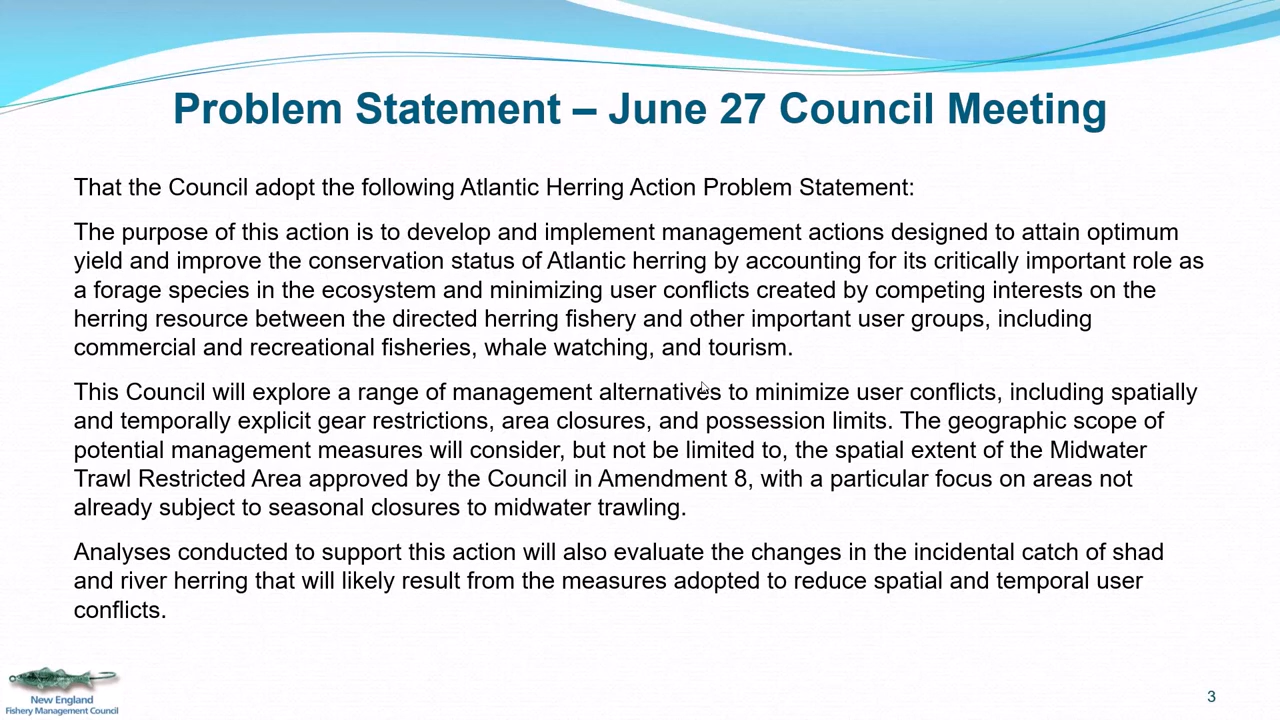 Problem Statement – June 27 Council Meeting
That the Council adopt the following Atlantic Herring Action Problem Statement:
The purpose of this action is to develop and implement management actions designed to attain optimum
yield and improve the conservation status of Atlantic herring by accounting for its critically important role as
a forage species in the ecosystem and minimizing user conflicts created by competing interests on the
herring resource between the directed herring fishery and other important user groups, including
commercial and recreational fisheries, whale watching, and tourism.
This Council will explore a range of management alternatives to minimize user conflicts, including spatially
and temporally explicit gear restrictions, area closures, and possession limits. The geographic scope of
potential management measures will consider, but not be limited to, the spatial extent of the Midwater
Trawl Restricted Area approved by the Council in Amendment 8, with a particular focus on areas not
already subject to seasonal closures to midwater trawling.
Analyses conducted to support this action will also evaluate the changes in the incidental catch of shad
and river herring that will likely result from the measures adopted to reduce spatial and temporal user
conflicts.
New England
Fishery Management Council
3